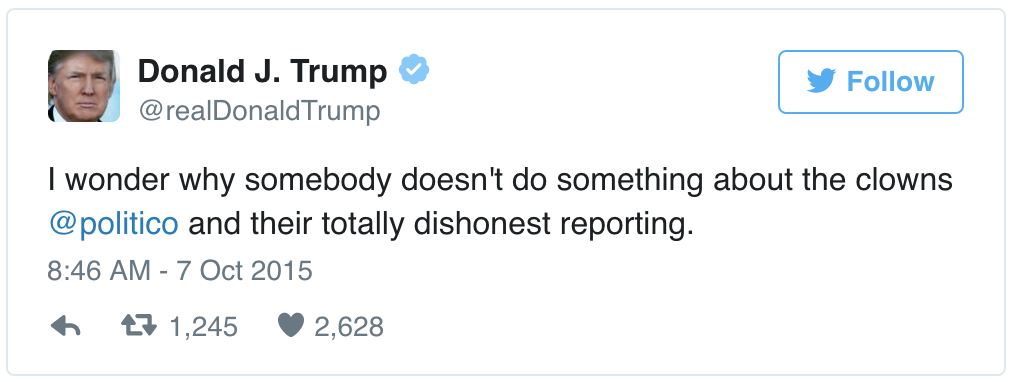 Donald J. Trump
Follow
@realDonaldTrump
I wonder why somebody doesn't do something about the clowns
@politico and their totally dishonest reporting.
8:46 AM - 7 Oct 2015
1,245 2,628